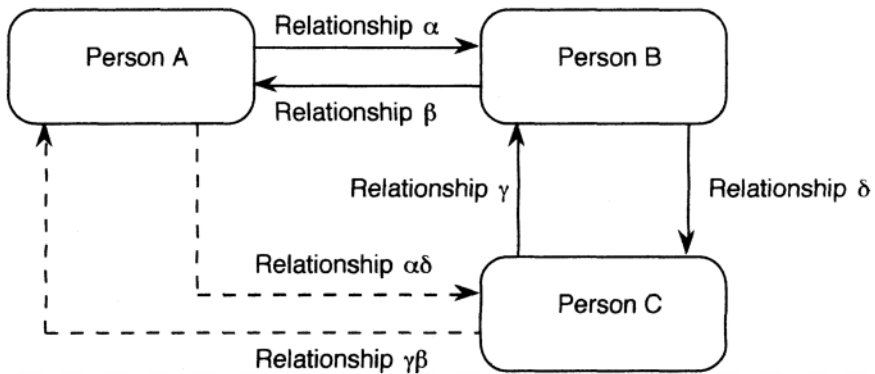 Relationship α
Person A
Person B
Relationship β
Relationship γ
Relationship δ
Relationship αδ
Person C
Relationship γβ